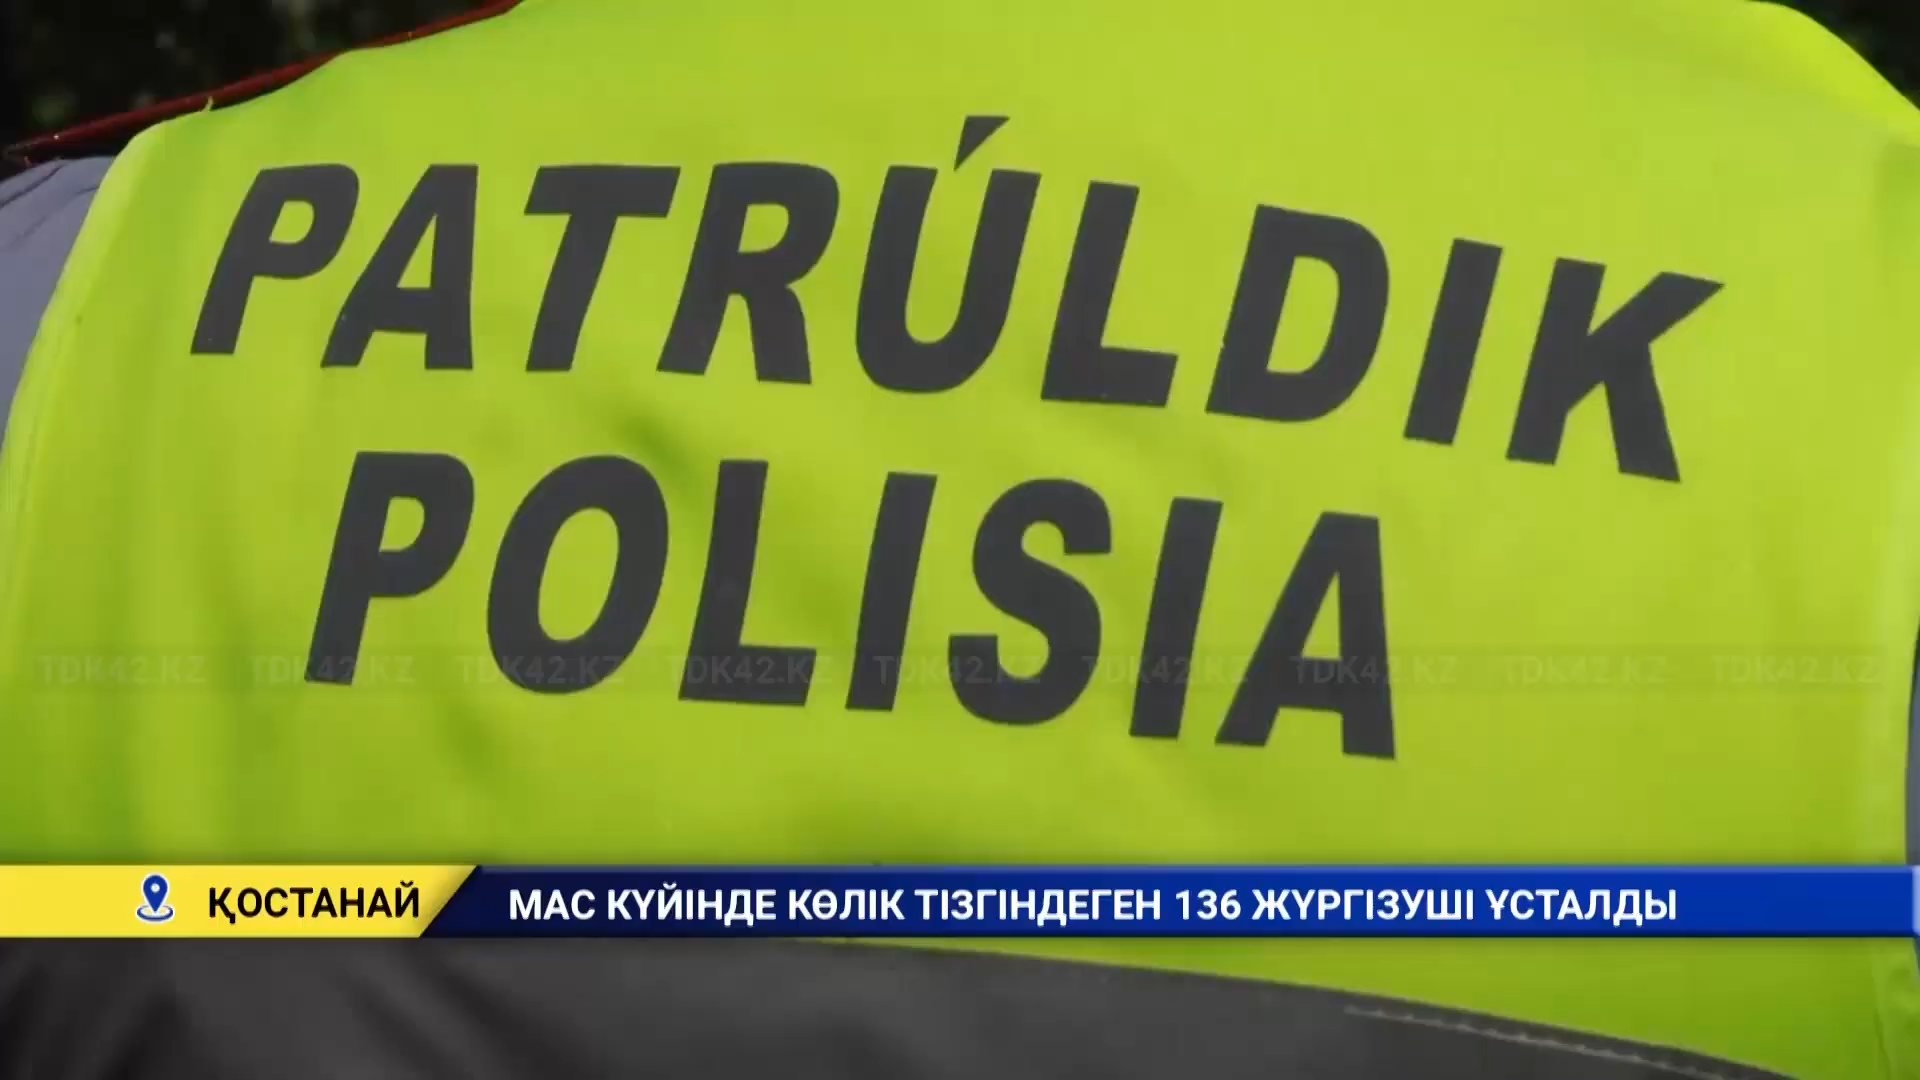 PATRÚLDIK
POLISIA
TDK42.KZ TDK42.KZ TDK42.KZ TDK42.KZ TDK42.KZ TDK42.KZ TDK42.KZ TDK42.KZ TDK42.KZ
ҚОСТАНАЙ МАС КҮЙІНДЕ КӨЛІК ТІЗГІНДЕГЕН 136 ЖҮРГІЗУШІ ҰСТАЛДЫ